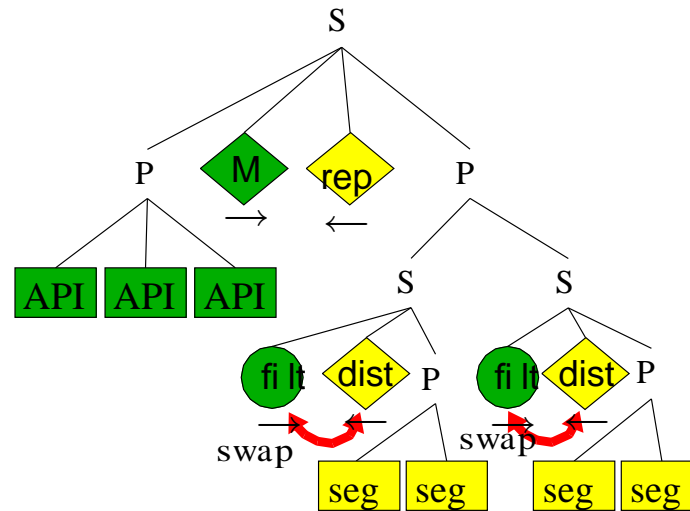 S
P M rep P
→ ←
API API API S S
fi lt dist P fi lt dist P
→ ← → ←
swap swap
seg seg seg seg